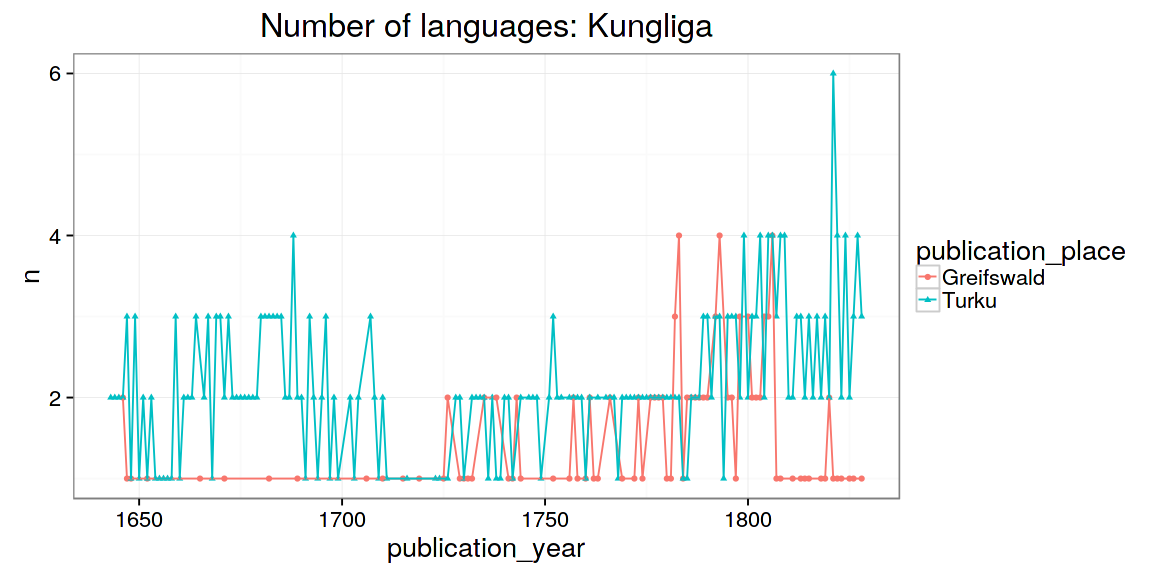 Number of languages: Kungliga
6
4
2
n
1650
1700
1750
1800
publication_year
publication_place
Greifswald
Turku